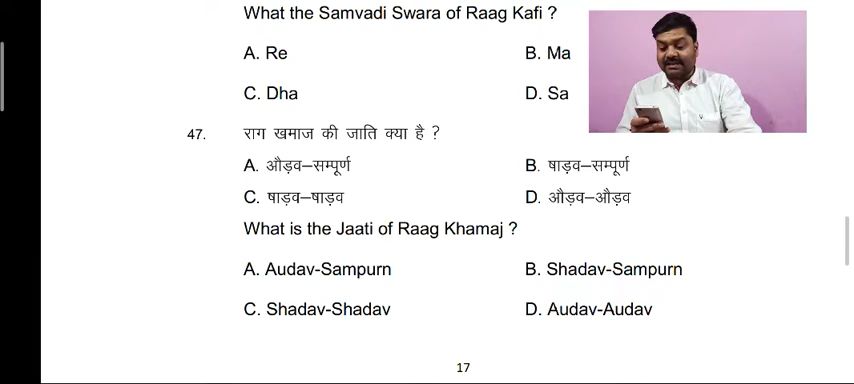 What the Samvadi Swara of Raag Kafi ?
A. Re B. Ma
C. Dha D. Sa
47. राग खमाज की जाति क्या है ?
A. औड़व–सम्पूर्ण B. षाड़व–सम्पूर्ण
C. षाड़व–षाड़व D. औड़व–औड़व
What is the Jaati of Raag Khamaj ?
A. Audav-Sampurn B. Shadav-Sampurn
C. Shadav-Shadav D. Audav-Audav
17